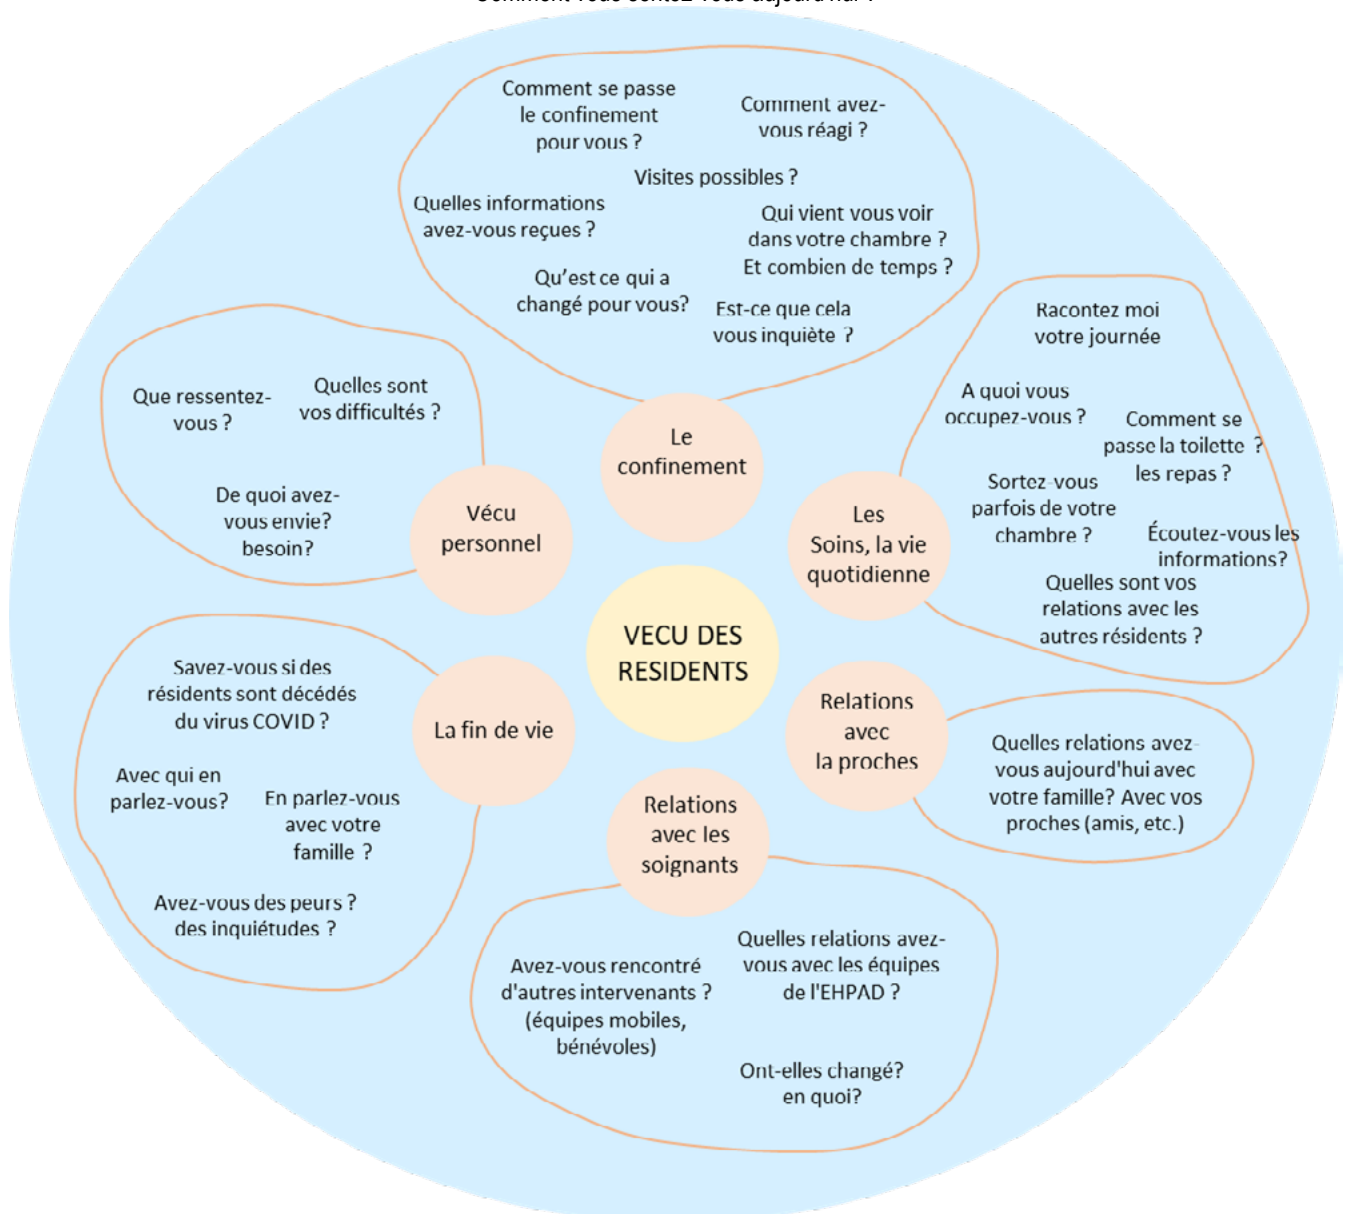 Comment vous sentez-vous aujourd'hui ?
Comment se passe
le confinement
pour vous ?
Comment avez-
vous réagi ?
Visites possibles ?
Quelles informations
avez-vous reçues ?
Qui vient vous voir
dans votre chambre ?
Et combien de temps ?
Qu'est ce qui a
changé pour vous?
Est-ce que cela
vous inquiète ?
Le
confinement
Racontez moi
votre journée
A quoi vous
occupez-vous ?
Comment se
passe la toilette ?
les repas ?
Sortez-vous
parfois de votre
chambre ?
Écoutez-vous les
informations?
Quelles sont vos
relations avec les
autres résidents ?
Les
Soins, la vie
quotidienne
Que ressentez-
vous ?
Quelles sont
vos difficultés ?
De quoi avez-
vous envie?
besoin?
Vécu
personnel
VECU DES
RESIDENTS
Savez-vous si des
résidents sont décédés
du virus COVID ?
Avec qui en
parlez-vous?
En parlez-vous
avec votre
famille ?
Avez-vous des peurs ?
des inquiétudes ?
La fin de vie
Relations
avec
la proches
Quelles relations avez-
vous aujourd'hui avec
votre famille? Avec vos
proches (amis, etc.)
Relations
avec les
soignants
Avez-vous rencontré
d'autres intervenants ?
(équipes mobiles,
bénévoles)
Quelles relations avez-
vous avec les équipes
de l'EHPAD ?
Ont-elles changé?
en quoi?